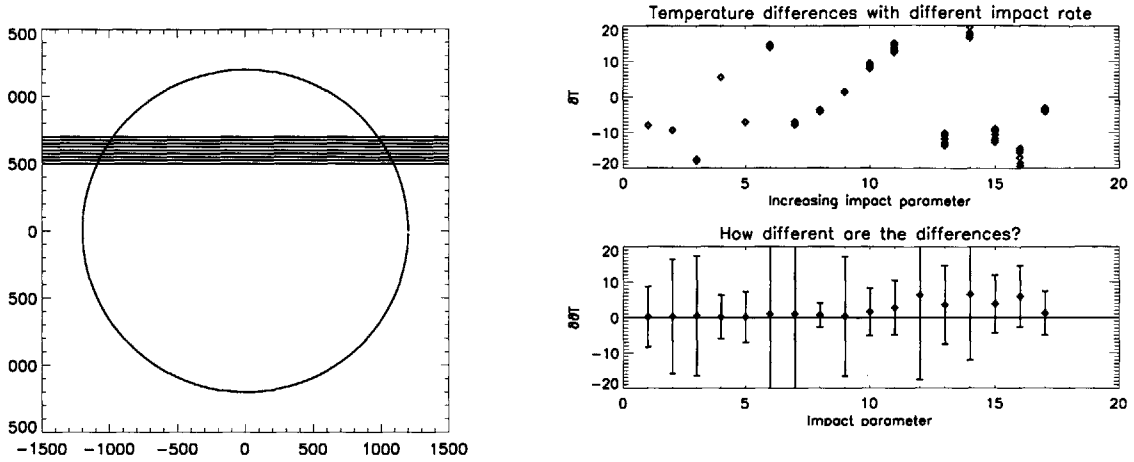 500
000
500
0
500
000
500
-1500 -1000 -500 0 500 1000 1500
Temperature differences with different impact rate
20
10
0
-10
-20
∂T
0 5 10 15 20
Increasing impact parameter
How different are the differences?
20
10
0
-10
-20
∂∂T
0 5 10 15 20
Impact parameter